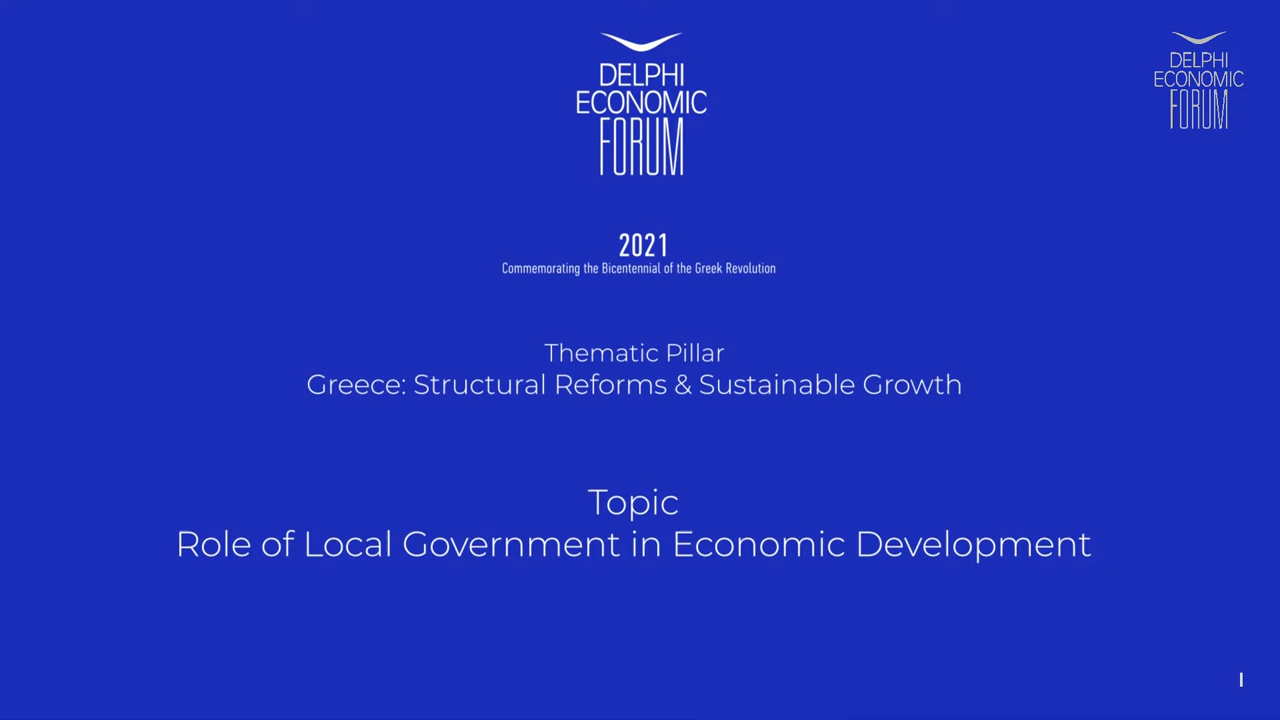 DELPHI
ECONOMIC
FORUM
DELPHI
ECONOMIC
FORUM
2021
Commemorating the Bicentennial of the Greek Revolution
Thematic Pillar
Greece: Structural Reforms & Sustainable Growth
Topic
Role of Local Government in Economic Development
I